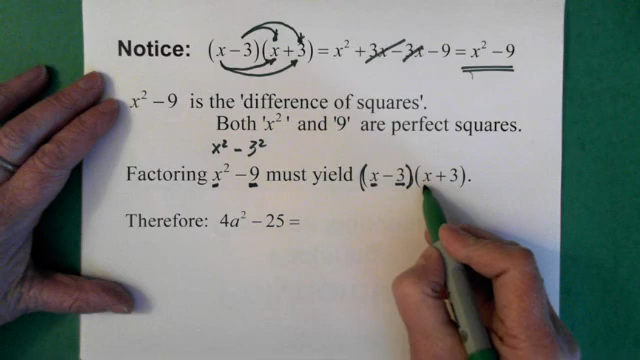 Notice: (x − 3)(x + 3) = x² + 3x − 3x − 9 = x² − 9
x² − 9 is the 'difference of squares'.
Both 'x²' and '9' are perfect squares.
x² − 3²
Factoring x² − 9 must yield (x − 3)(x + 3).
Therefore: 4a² − 25 =